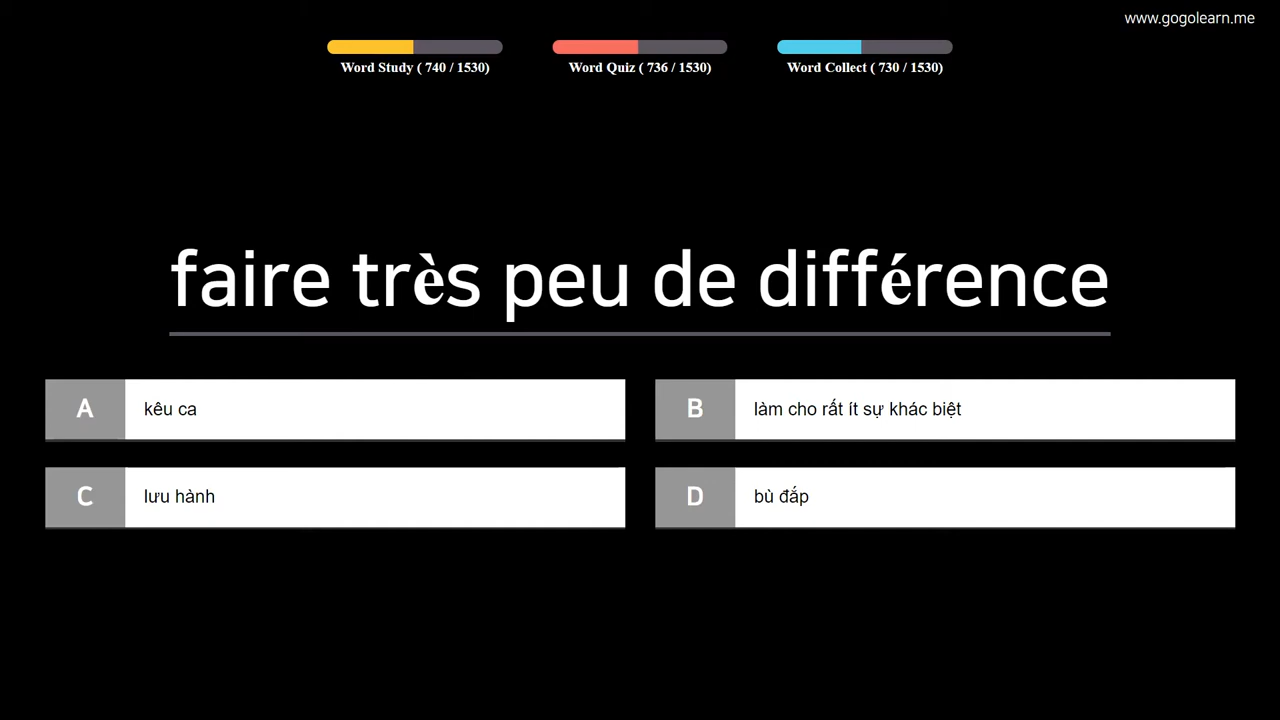 www.gogolearn.me
Word Study ( 740 / 1530)
Word Quiz ( 736 / 1530)
Word Collect ( 730 / 1530)
faire très peu de différence
A kêu ca
B làm cho rất ít sự khác biệt
C lưu hành
D bù đắp